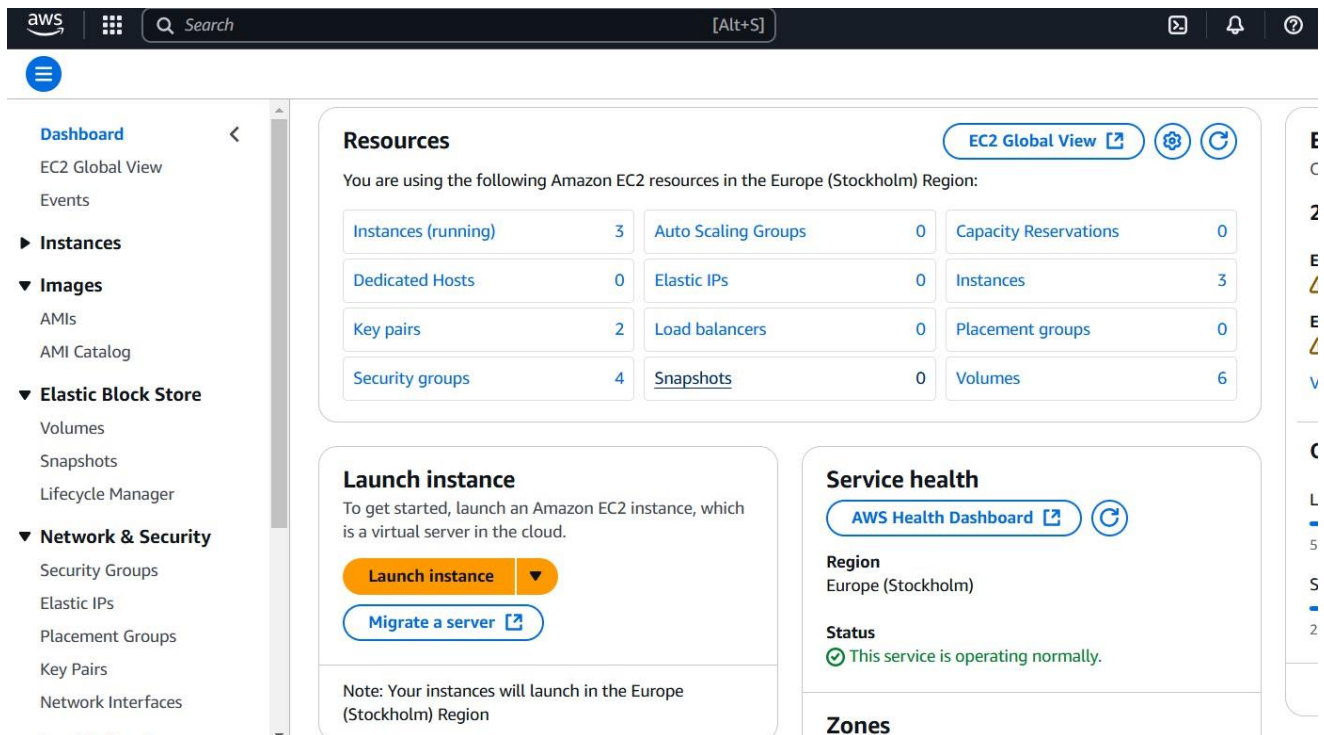 aws
Search [Alt+S]
Dashboard
EC2 Global View
Events
Instances
Images
AMIs
AMI Catalog
Elastic Block Store
Volumes
Snapshots
Lifecycle Manager
Network & Security
Security Groups
Elastic IPs
Placement Groups
Key Pairs
Network Interfaces
Resources
EC2 Global View
You are using the following Amazon EC2 resources in the Europe (Stockholm) Region:
Instances (running) 3 Auto Scaling Groups 0 Capacity Reservations 0
Dedicated Hosts 0 Elastic IPs 0 Instances 3
Key pairs 2 Load balancers 0 Placement groups 0
Security groups 4 Snapshots 0 Volumes 6
Launch instance
To get started, launch an Amazon EC2 instance, which
is a virtual server in the cloud.
Launch instance
Migrate a server
Note: Your instances will launch in the Europe
(Stockholm) Region
Service health
AWS Health Dashboard
Region
Europe (Stockholm)
Status
This service is operating normally.
Zones